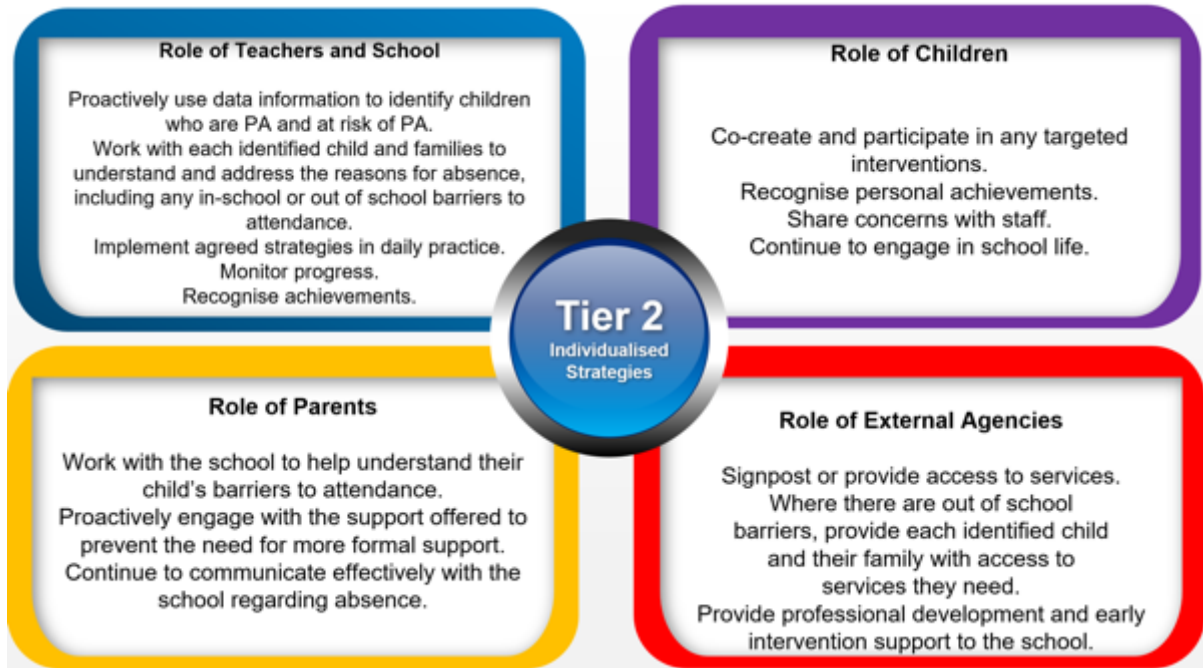 Role of Teachers and School
Proactively use data information to identify children
who are PA and at risk of PA.
Work with each identified child and families to
understand and address the reasons for absence,
including any in-school or out of school barriers to
attendance.
Implement agreed strategies in daily practice.
Monitor progress.
Recognise achievements.
Role of Children
Co-create and participate in any targeted
interventions.
Recognise personal achievements.
Share concerns with staff.
Continue to engage in school life.
Tier 2
Individualised
Strategies
Role of Parents
Work with the school to help understand their
child's barriers to attendance.
Proactively engage with the support offered to
prevent the need for more formal support.
Continue to communicate effectively with the
school regarding absence.
Role of External Agencies
Signpost or provide access to services.
Where there are out of school
barriers, provide each identified child
and their family with access to
services they need.
Provide professional development and early
intervention support to the school.